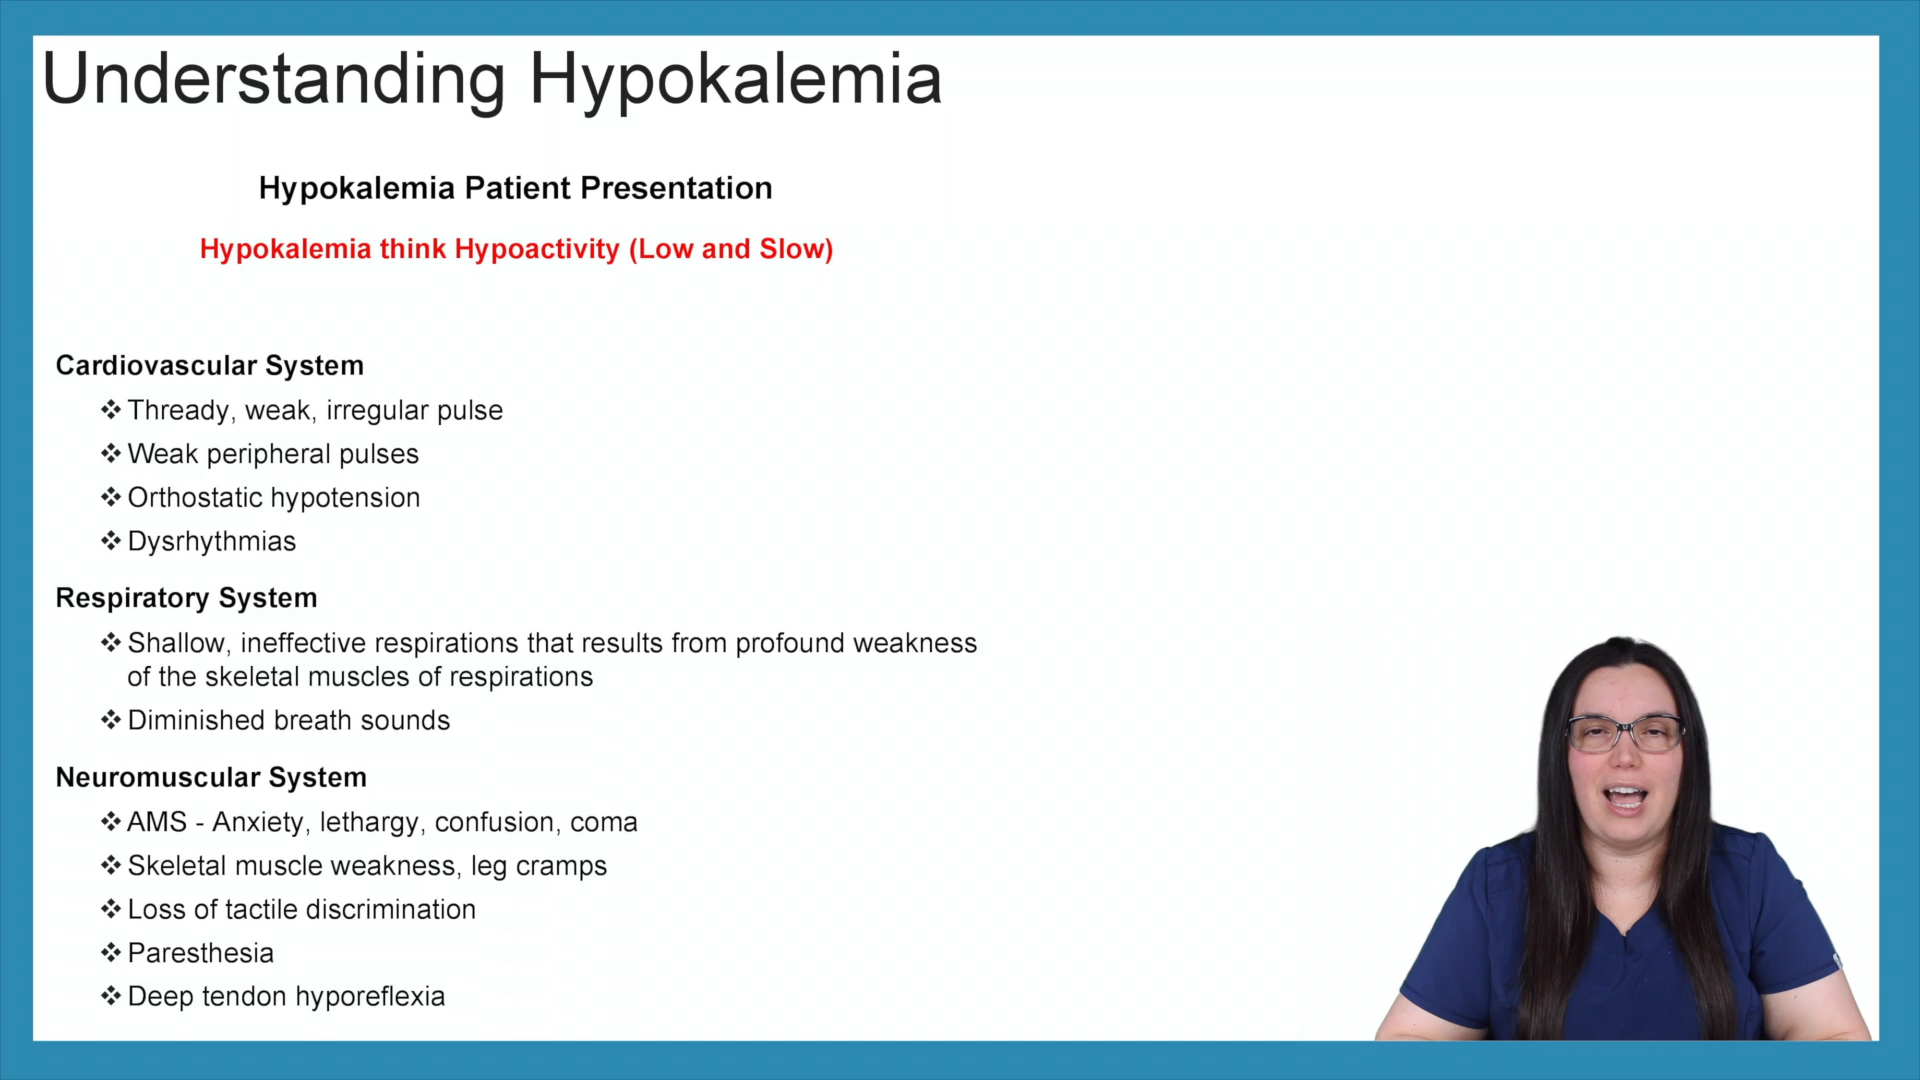 Understanding Hypokalemia
Hypokalemia Patient Presentation
Hypokalemia think Hypoactivity (Low and Slow)
Cardiovascular System
❖ Thready, weak, irregular pulse
❖ Weak peripheral pulses
❖ Orthostatic hypotension
❖ Dysrhythmias
Respiratory System
❖ Shallow, ineffective respirations that results from profound weakness
of the skeletal muscles of respirations
❖ Diminished breath sounds
Neuromuscular System
❖ AMS - Anxiety, lethargy, confusion, coma
❖ Skeletal muscle weakness, leg cramps
❖ Loss of tactile discrimination
❖ Paresthesia
❖ Deep tendon hyporeflexia